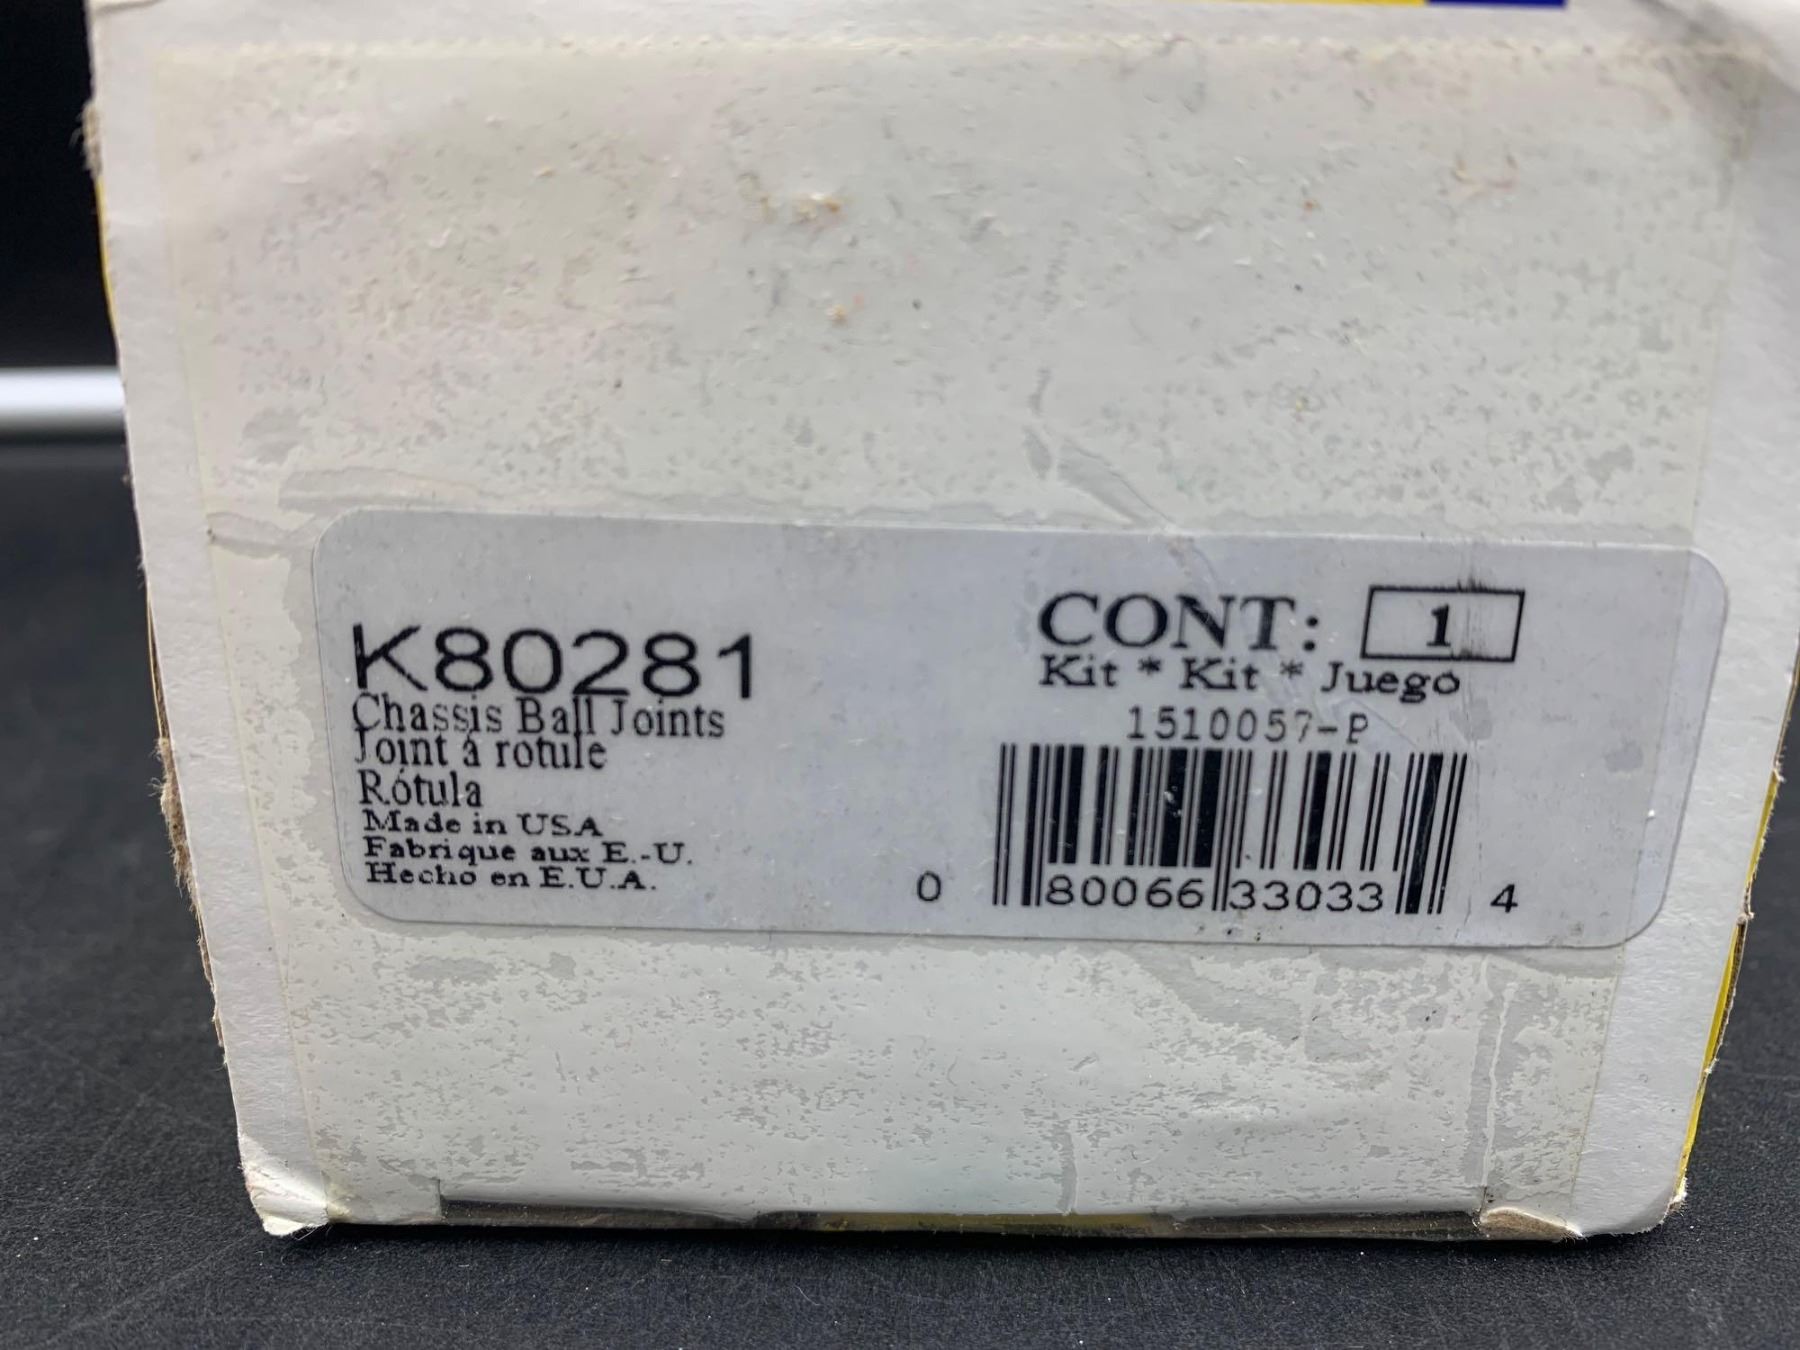 K80281
Chassis Ball Joints
Joint à rotule
Rótula
Made in USA
Fabrique aux E.-U.
Hecho en E.U.A.
CONT: 1
Kit * Kit * Juego
1510057-P
0 80066 33033 4